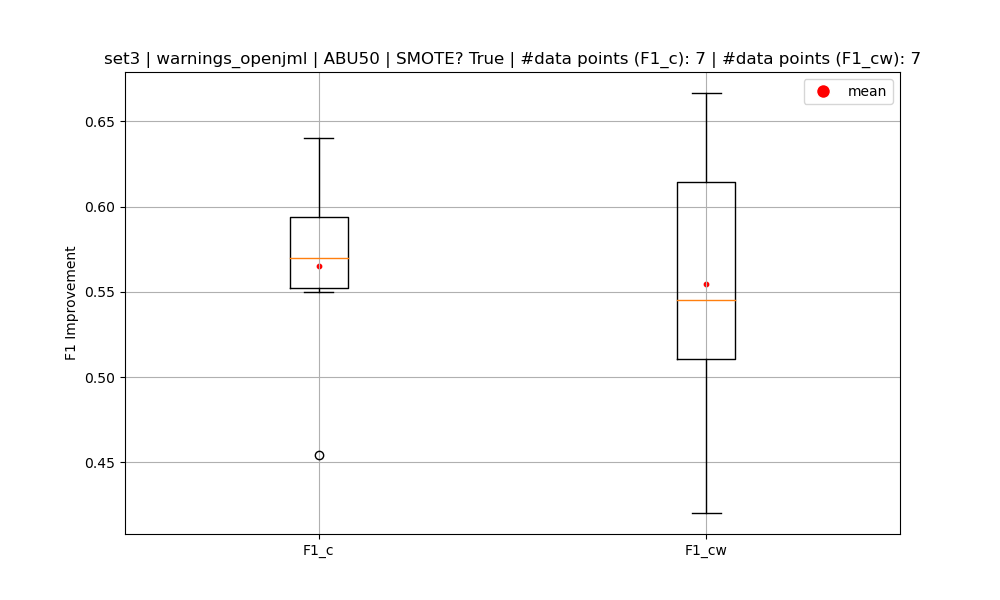 set3 | warnings_openjml | ABU50 | SMOTE? True | #data points (F1_c): 7 | #data points (F1_cw): 7
mean
0.65
0.60
0.55
0.50
0.45
F1 Improvement
F1_c
F1_cw